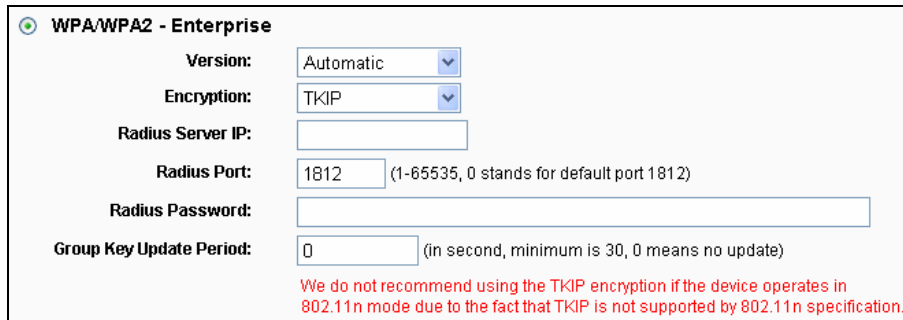 WPA/WPA2 - Enterprise
Version: Automatic
Encryption: TKIP
Radius Server IP:
Radius Port: 1812 (1-65535, 0 stands for default port 1812)
Radius Password:
Group Key Update Period: 0 (in second, minimum is 30, 0 means no update)
We do not recommend using the TKIP encryption if the device operates in
802.11n mode due to the fact that TKIP is not supported by 802.11n specification.